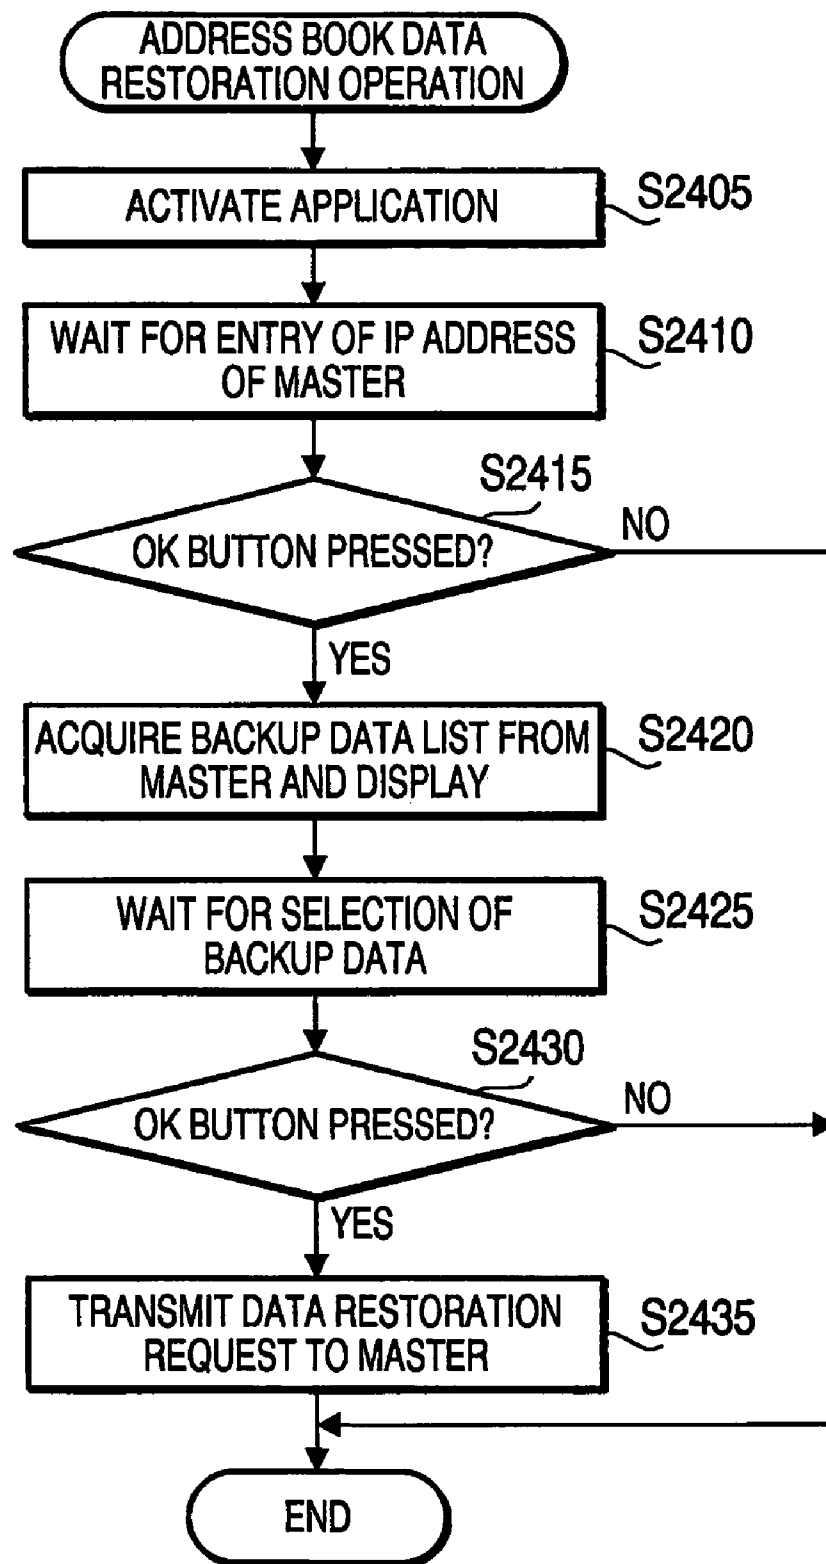 ADDRESS BOOK DATA
RESTORATION OPERATION
ACTIVATE APPLICATION
S2405
WAIT FOR ENTRY OF IP ADDRESS
OF MASTER
S2410
S2415
OK BUTTON PRESSED?
NO
YES
ACQUIRE BACKUP DATA LIST FROM
MASTER AND DISPLAY
S2420
WAIT FOR SELECTION OF
BACKUP DATA
S2425
S2430
OK BUTTON PRESSED?
NO
YES
TRANSMIT DATA RESTORATION
REQUEST TO MASTER
S2435
END